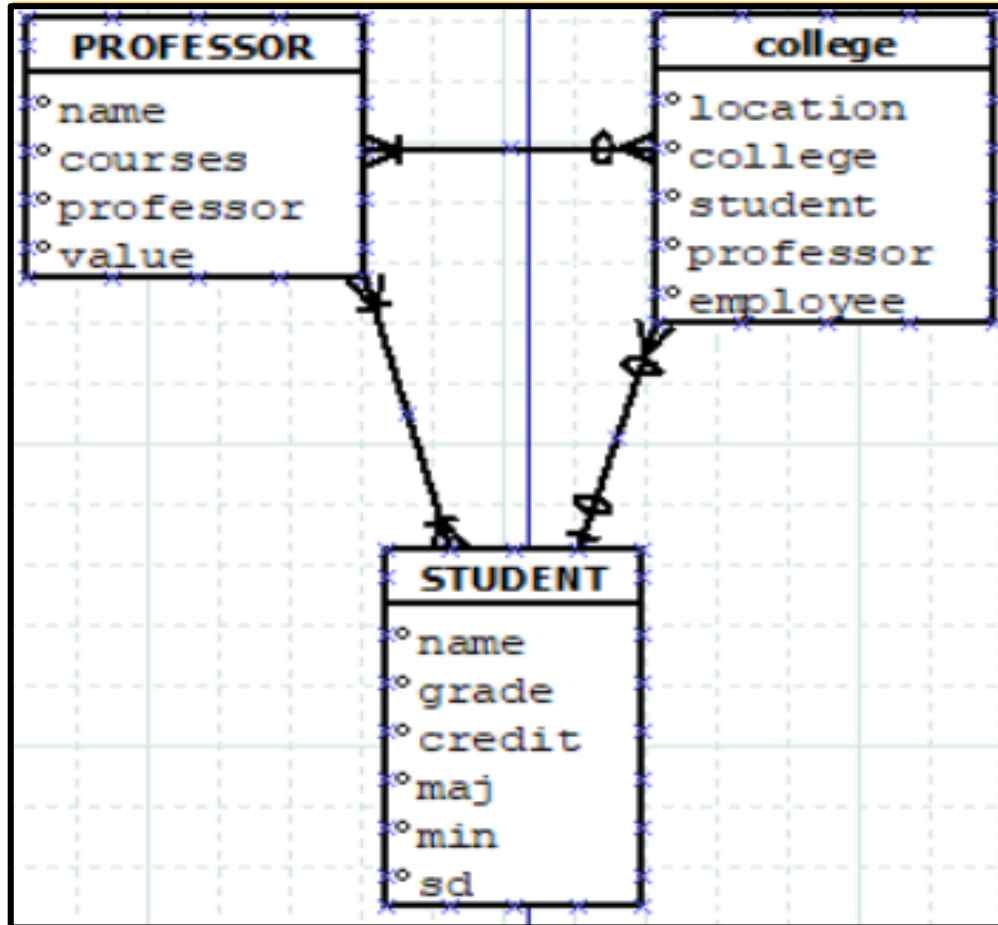 PROFESSOR
name
courses
professor
value
college
location
college
student
professor
employee
STUDENT
name
grade
credit
maj
min
sd